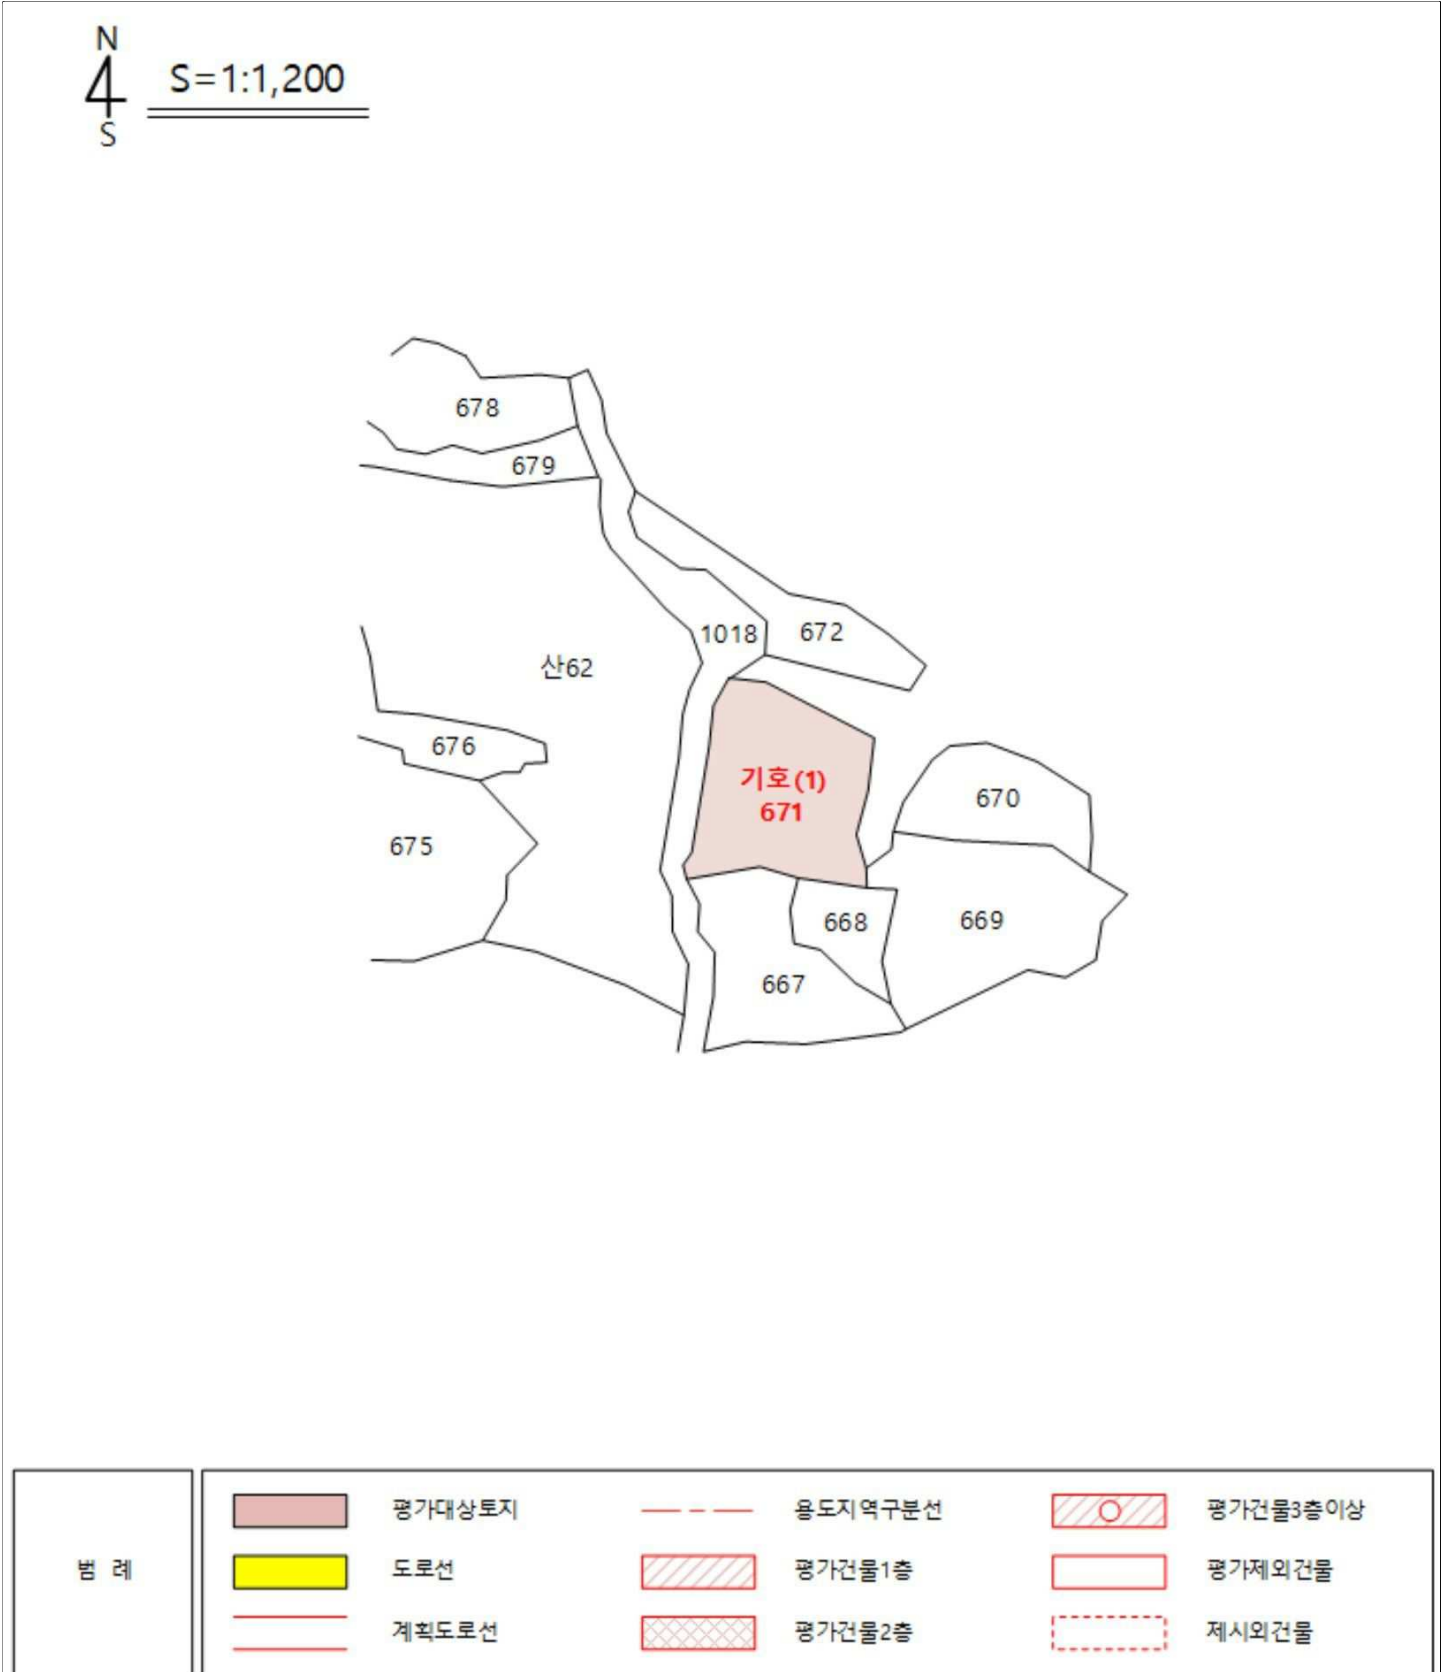 N
S
S=1:1,200
678
679
1018
672
산62
676
기호(1)
671
670
675
668
669
667
범 례
평가대상토지
용도지역구분선
평가건물3층이상
도로선
평가건물1층
평가제외건물
계획도로선
평가건물2층
제시외건물